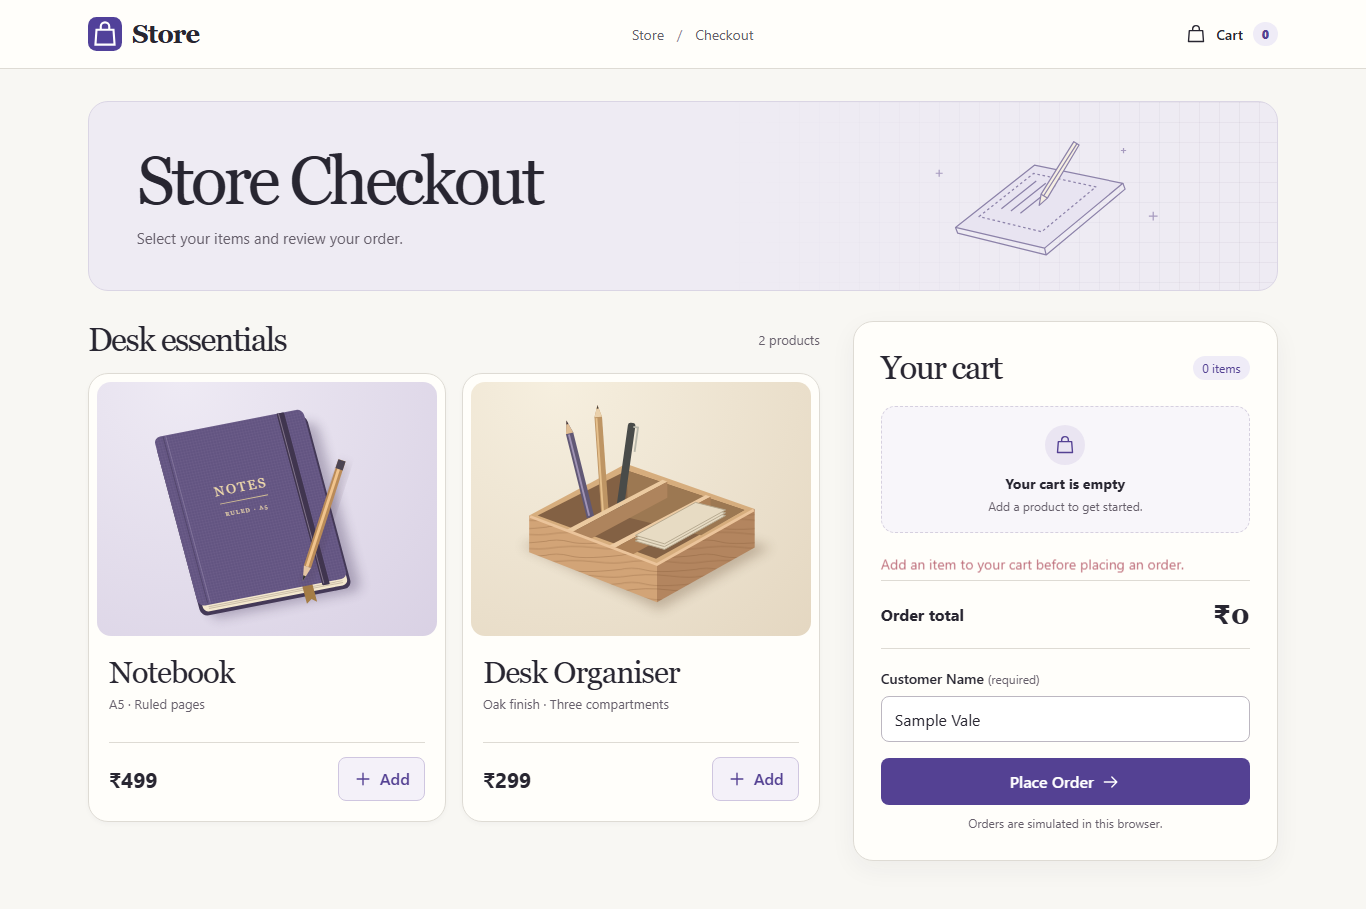 Store
Store / Checkout
Cart 0
Store Checkout
Select your items and review your order.
Desk essentials
2 products
NOTES
RULED · A5
Notebook
A5 · Ruled pages
₹499
+ Add
Desk Organiser
Oak finish · Three compartments
₹299
+ Add
Your cart
0 items
Your cart is empty
Add a product to get started.
Add an item to your cart before placing an order.
Order total
₹0
Customer Name (required)
Sample Vale
Place Order →
Orders are simulated in this browser.